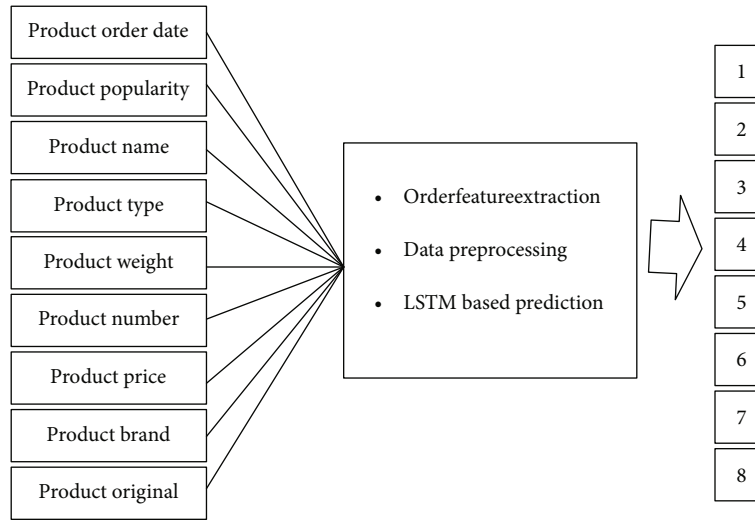 Product order date
Product popularity
Product name
Product type
Product weight
Product number
Product price
Product brand
Product original
• Orderfeatureextraction
• Data preprocessing
• LSTM based prediction
1
2
3
4
5
6
7
8